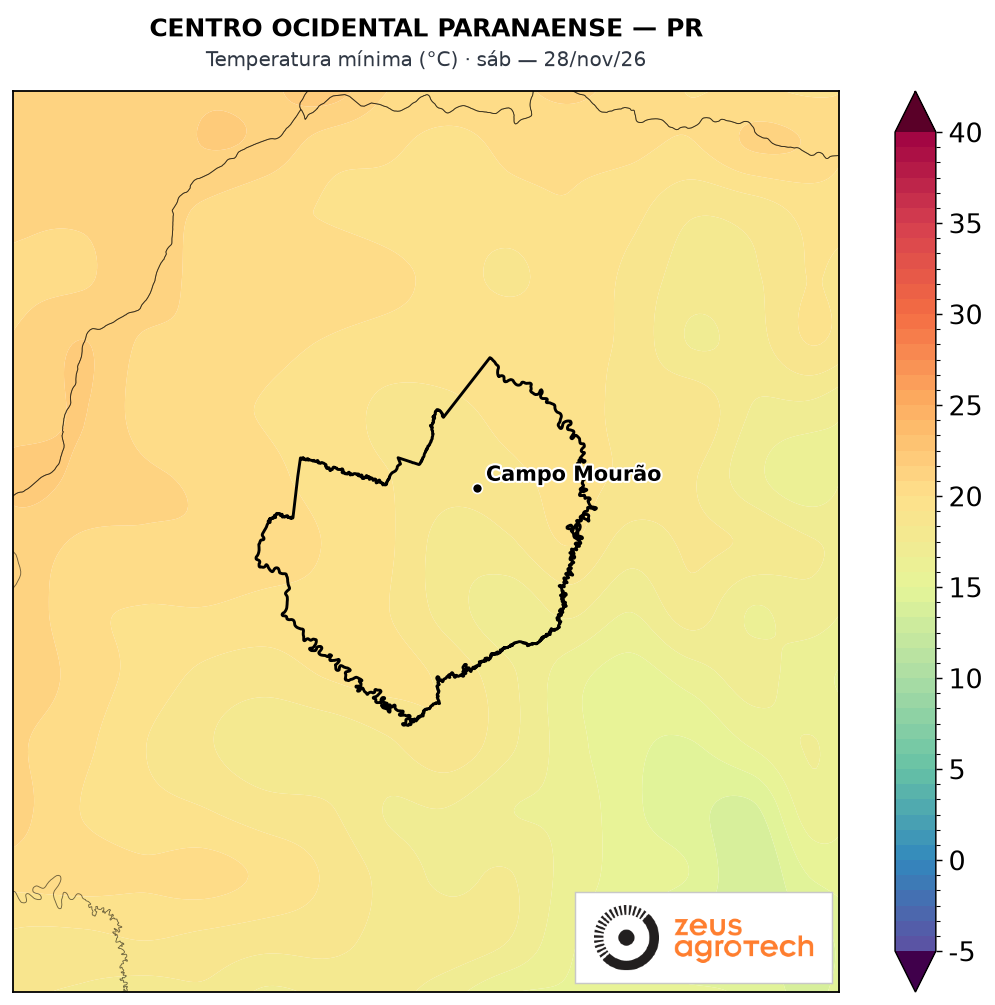 CENTRO OCIDENTAL PARANAENSE — PR
Temperatura mínima (°C) · sáb — 28/nov/26
40
35
30
25
20
15
10
5
0
-5
Campo Mourão
zeus
agrotech